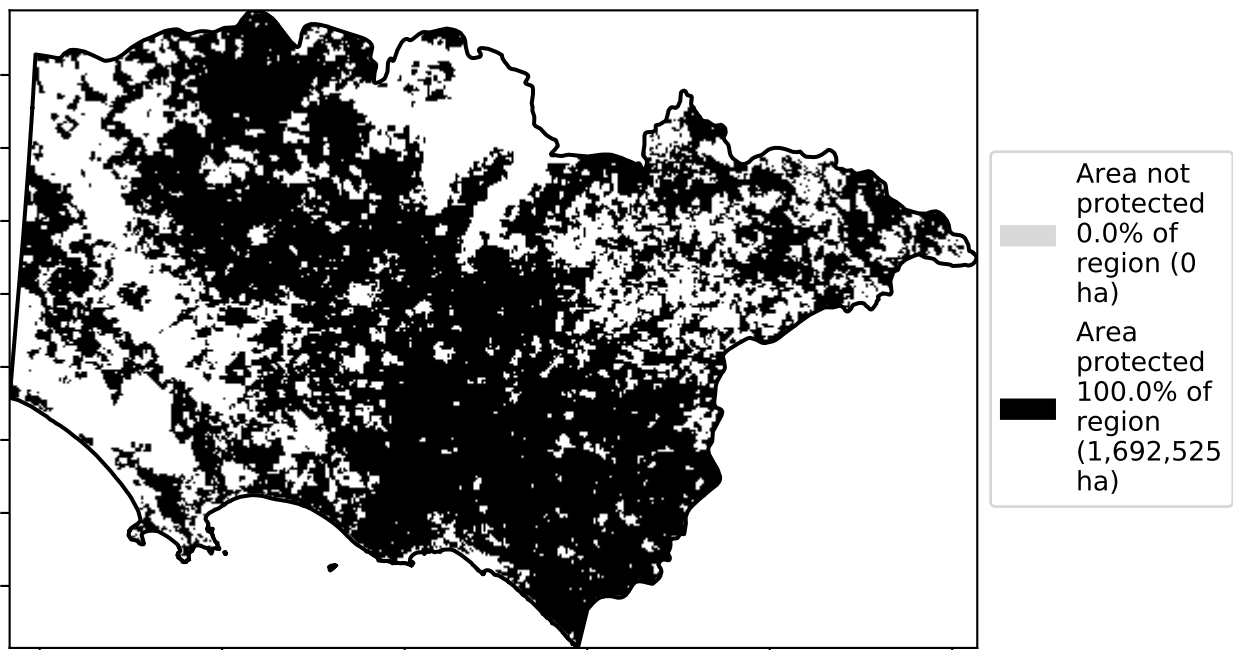 Area not
protected
0.0% of
region (0
ha)
Area
protected
100.0% of
region
(1,692,525
ha)